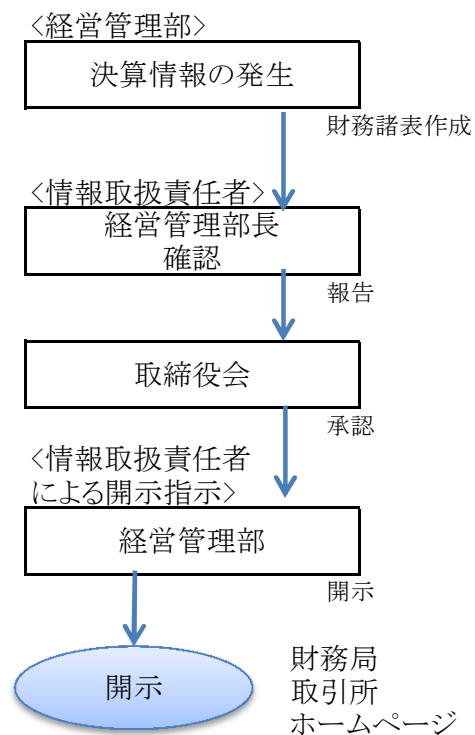 <経営管理部>
決算情報の発生
財務諸表作成
<情報取扱責任者>
経営管理部長
確認
報告
取締役会
承認
<情報取扱責任者
による開示指示>
経営管理部
開示
開示
財務局
取引所
ホームページ